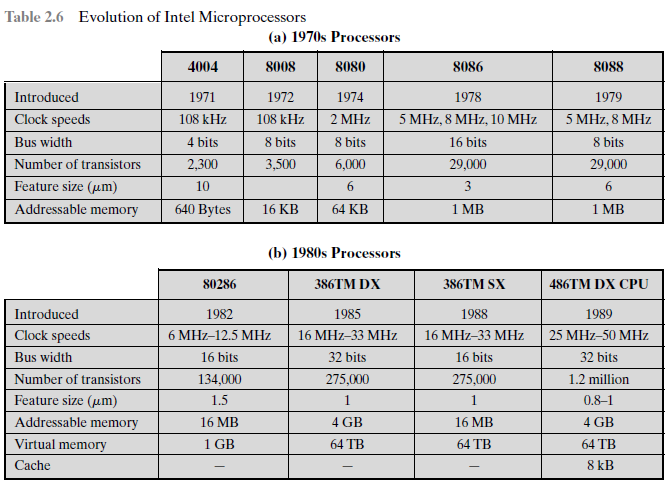 Table 2.6 Evolution of Intel Microprocessors
(a) 1970s Processors
4004 8008 8080 8086 8088
Introduced 1971 1972 1974 1978 1979
Clock speeds 108 kHz 108 kHz 2 MHz 5 MHz, 8 MHz, 10 MHz 5 MHz, 8 MHz
Bus width 4 bits 8 bits 8 bits 16 bits 8 bits
Number of transistors 2,300 3,500 6,000 29,000 29,000
Feature size (μm) 10 6 3 6
Addressable memory 640 Bytes 16 KB 64 KB 1 MB 1 MB
(b) 1980s Processors
80286 386TM DX 386TM SX 486TM DX CPU
Introduced 1982 1985 1988 1989
Clock speeds 6 MHz–12.5 MHz 16 MHz–33 MHz 16 MHz–33 MHz 25 MHz–50 MHz
Bus width 16 bits 32 bits 16 bits 32 bits
Number of transistors 134,000 275,000 275,000 1.2 million
Feature size (μm) 1.5 1 1 0.8–1
Addressable memory 16 MB 4 GB 16 MB 4 GB
Virtual memory 1 GB 64 TB 64 TB 64 TB
Cache — — — 8 kB